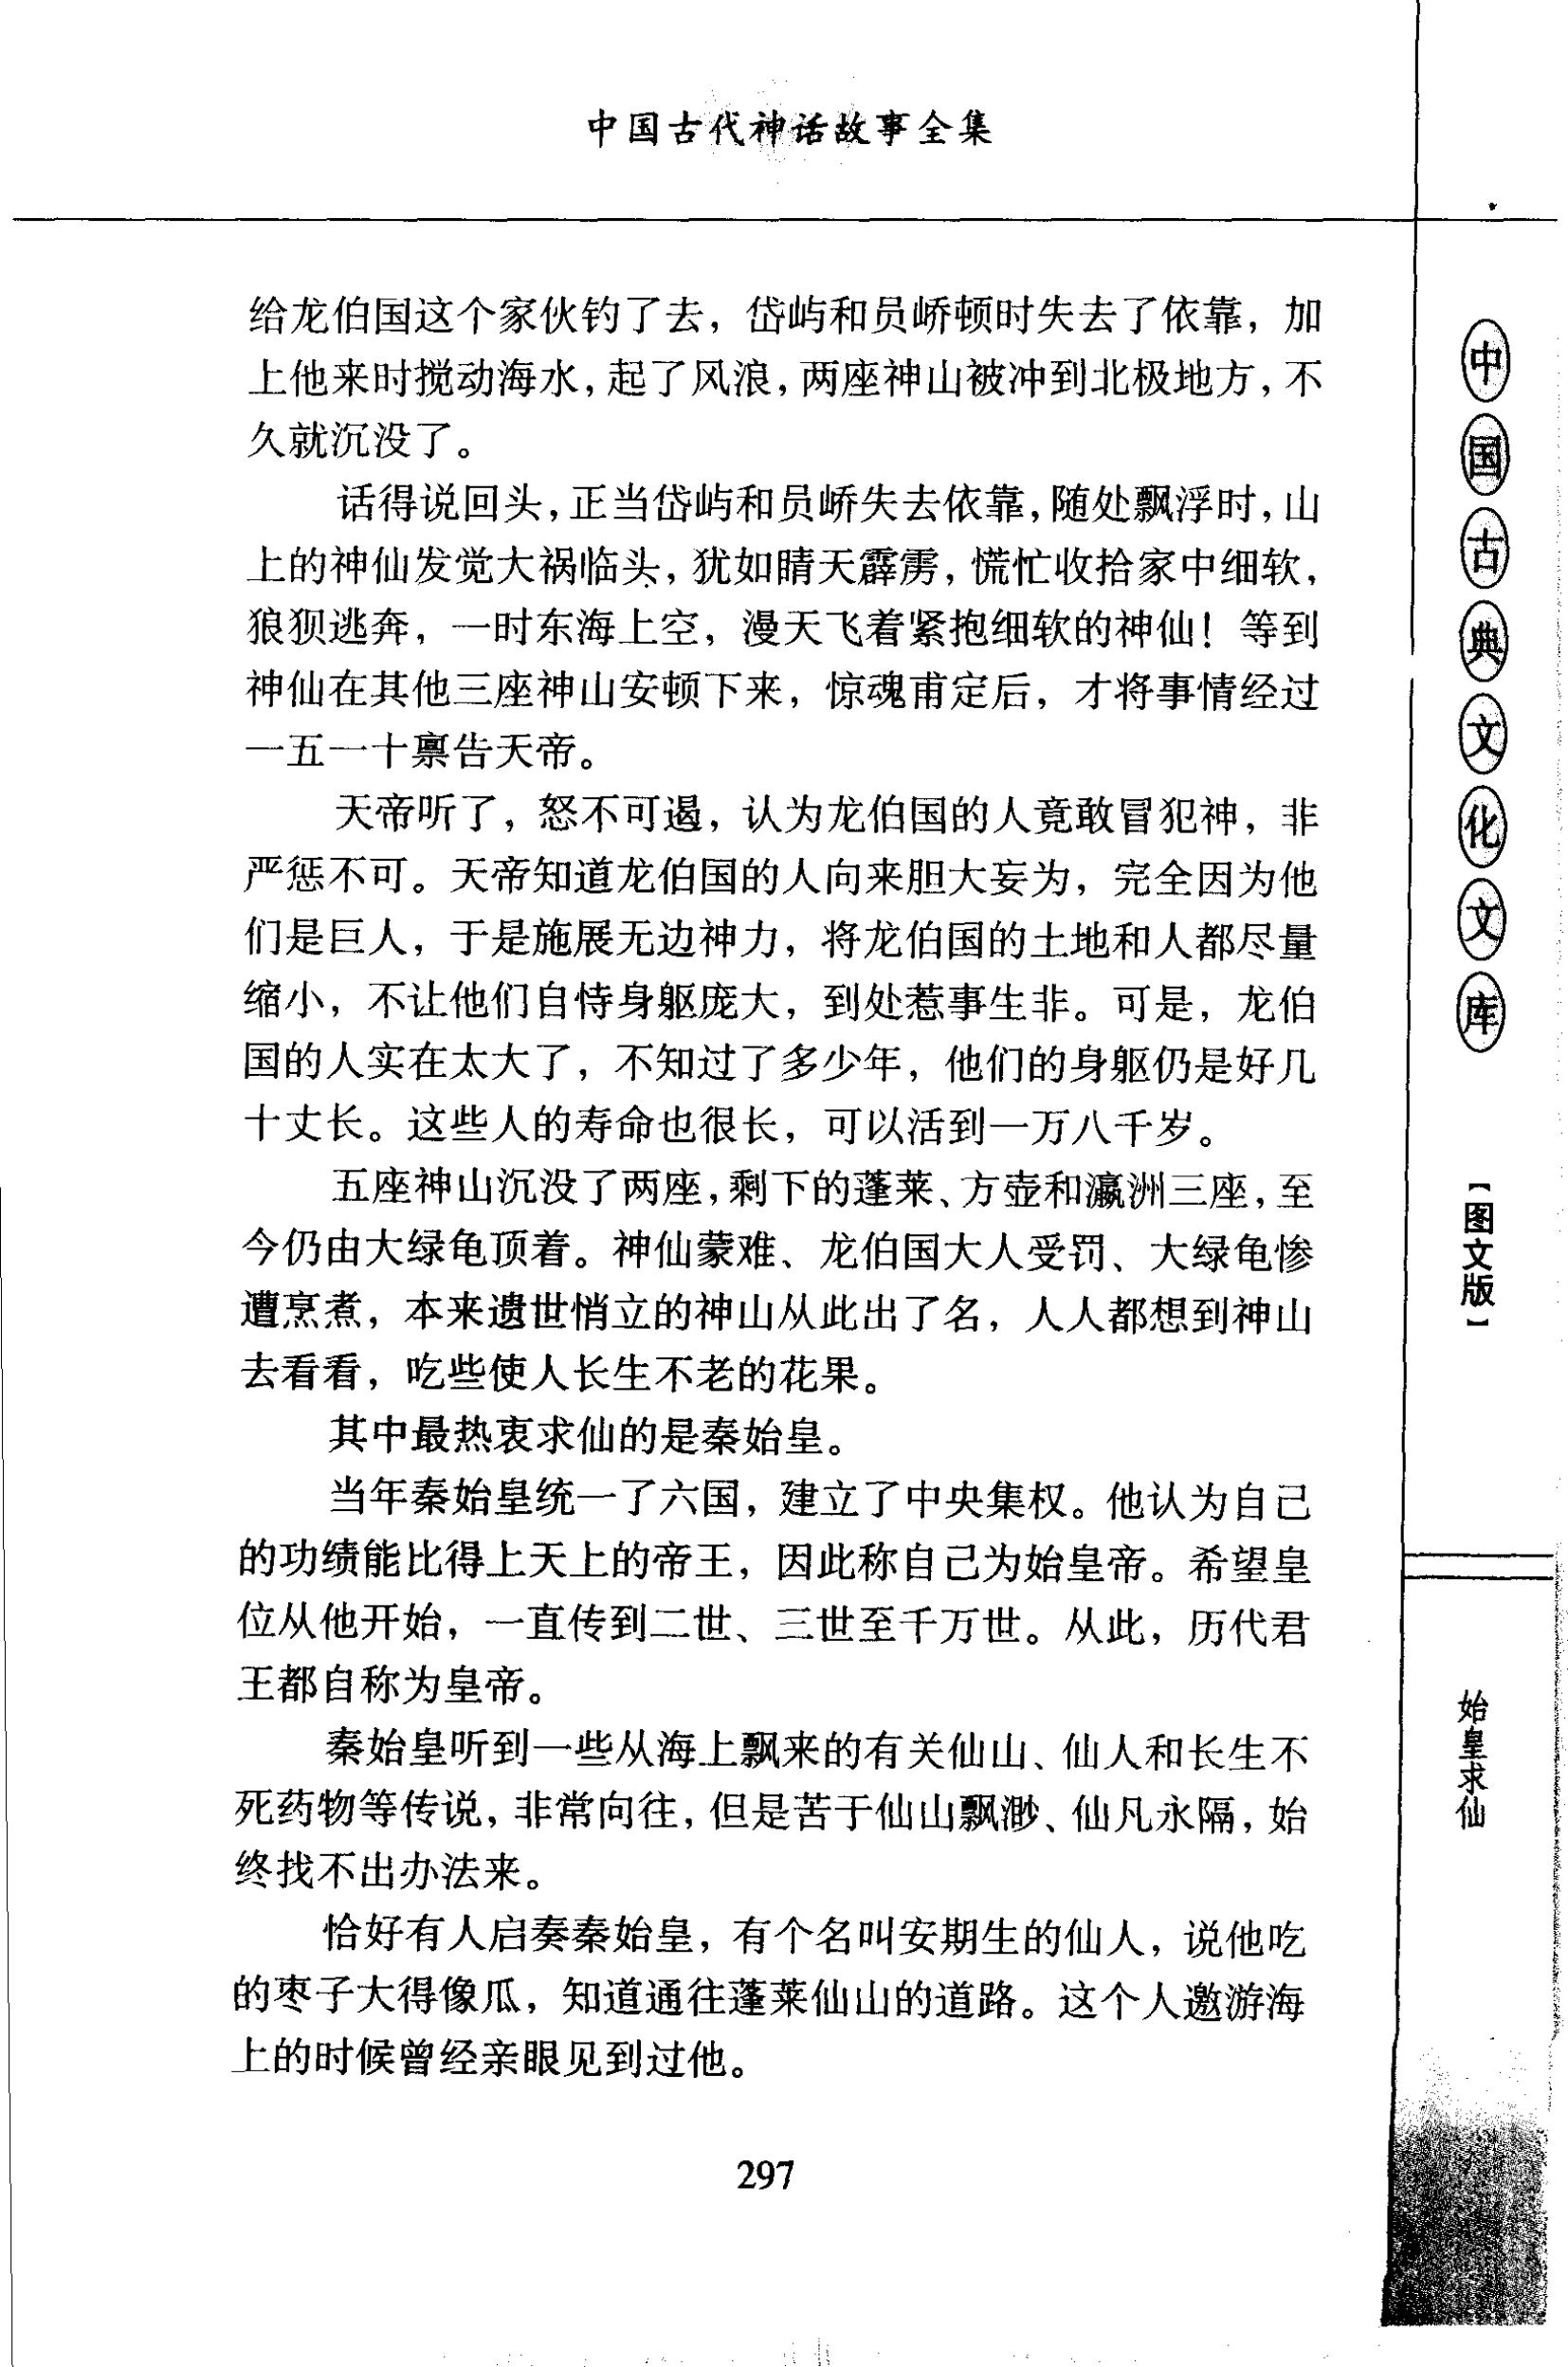 中国古代神话故事全集
给龙伯国这个家伙钓了去，岱屿和员峤顿时失去了依靠，加
上他来时搅动海水，起了风浪，两座神山被冲到北极地方，不
久就沉没了。
话得说回头，正当岱屿和员峤失去依靠，随处飘浮时，山
上的神仙发觉大祸临头，犹如晴天霹雳，慌忙收拾家中细软，
狼狈逃奔，一时东海上空，漫天飞着紧抱细软的神仙！等到
神仙在其他三座神山安顿下来，惊魂甫定后，才将事情经过
一五一十禀告天帝。
天帝听了，怒不可遏，认为龙伯国的人竟敢冒犯神，非
严惩不可。天帝知道龙伯国的人向来胆大妄为，完全因为他
们是巨人，于是施展无边神力，将龙伯国的土地和人都尽量
缩小，不让他们自恃身躯庞大，到处惹事生非。可是，龙伯
国的人实在太大了，不知过了多少年，他们的身躯仍是好几
十丈长。这些人的寿命也很长，可以活到一万八千岁。
五座神山沉没了两座，剩下的蓬莱、方壶和瀛洲三座，至
今仍由大绿龟顶着。神仙蒙难、龙伯国大人受罚、大绿龟惨
遭烹煮，本来遗世悄立的神山从此出了名，人人都想到神山
去看看，吃些使人长生不老的花果。
其中最热衷求仙的是秦始皇。
当年秦始皇统一了六国，建立了中央集权。他认为自己
的功绩能比得上天上的帝王，因此称自己为始皇帝。希望皇
位从他开始，一直传到二世、三世至千万世。从此，历代君
王都自称为皇帝。
秦始皇听到一些从海上飘来的有关仙山、仙人和长生不
死药物等传说，非常向往，但是苦于仙山飘渺、仙凡永隔，始
终找不出办法来。
恰好有人启奏秦始皇，有个名叫安期生的仙人，说他吃
的枣子大得像瓜，知道通往蓬莱仙山的道路。这个人遨游海
上的时候曾经亲眼见到过他。
297
中国古典文化文库
【图文版】
始皇求仙